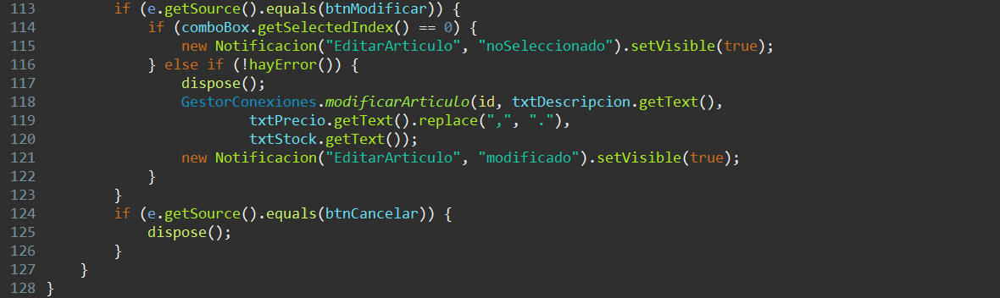 113         if (e.getSource().equals(btnModificar)) {
114             if (comboBox.getSelectedIndex() == 0) {
115                 new Notificacion("EditarArticulo", "noSeleccionado").setVisible(true);
116             } else if (!hayError()) {
117                 dispose();
118                 GestorConexiones.modificarArticulo(id, txtDescripcion.getText(),
119                         txtPrecio.getText().replace(",", "."),
120                         txtStock.getText());
121                 new Notificacion("EditarArticulo", "modificado").setVisible(true);
122             }
123         }
124         if (e.getSource().equals(btnCancelar)) {
125             dispose();
126         }
127     }
128 }